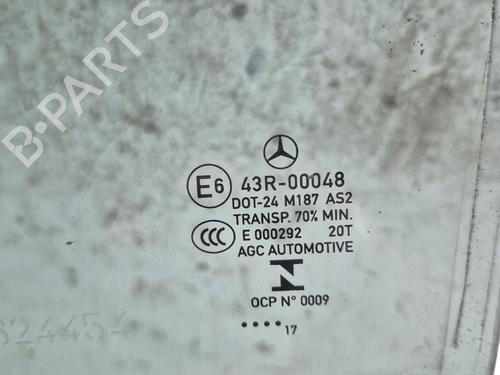 B-PARTS
E6 43R-00048
DOT-24 M187 AS2
TRANSP. 70% MIN.
CCC E 000292 20T
AGC AUTOMOTIVE
N
OCP N° 0009
•••• 17